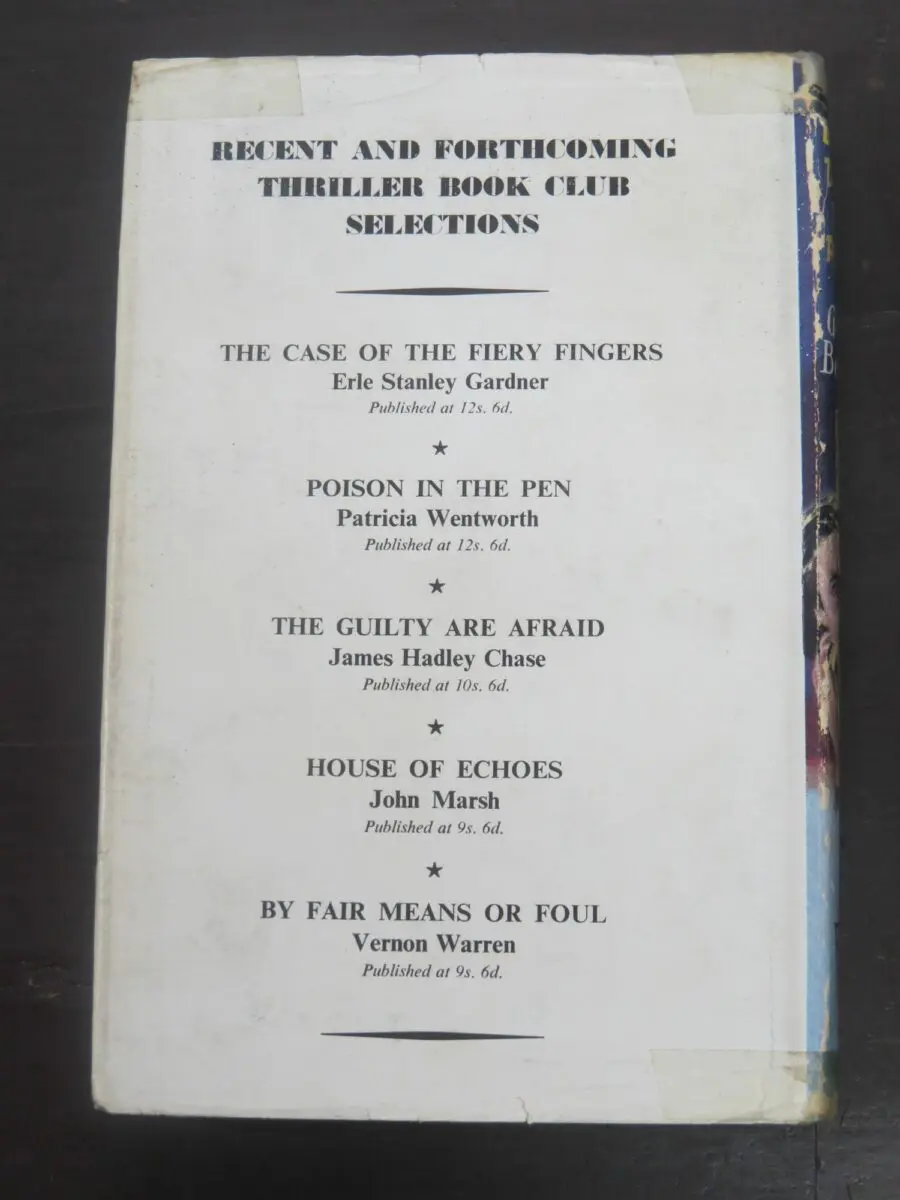 RECENT AND FORTHCOMING
THRILLER BOOK CLUB
SELECTIONS
THE CASE OF THE FIERY FINGERS
Erle Stanley Gardner
Published at 12s. 6d.
★
POISON IN THE PEN
Patricia Wentworth
Published at 12s. 6d.
★
THE GUILTY ARE AFRAID
James Hadley Chase
Published at 10s. 6d.
★
HOUSE OF ECHOES
John Marsh
Published at 9s. 6d.
★
BY FAIR MEANS OR FOUL
Vernon Warren
Published at 9s. 6d.